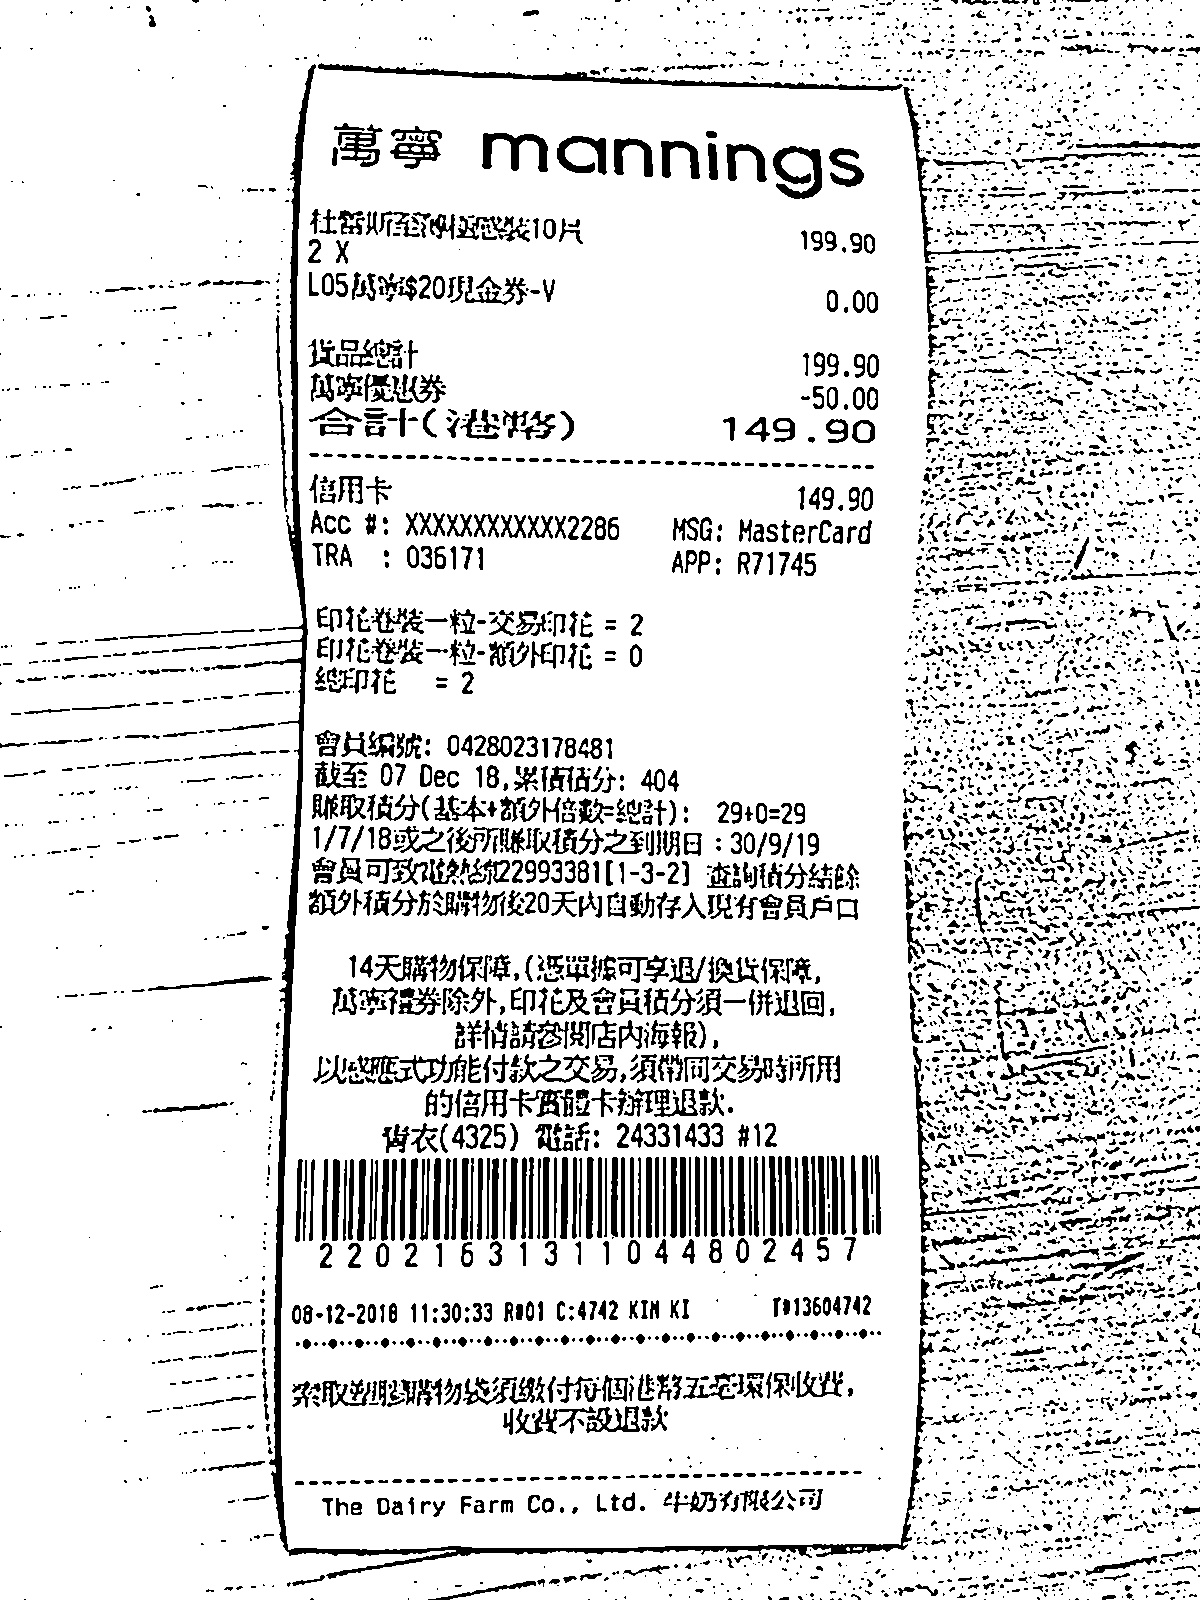 萬寧 mannings
杜蕾斯至薄極感裝10片 199.90
2 X
L05萬寧$20現金券-V 0.00
貨品總計 199.90
萬寧優惠券 -50.00
合計(港幣) 149.90
信用卡 149.90
Acc #: XXXXXXXXXXXX2286 MSG: MasterCard
TRA : 036171 APP: R71745
印花卷裝一粒-交易印花 = 2
印花卷裝一粒-額外印花 = 0
總印花 = 2
會員編號: 0428023178481
截至 07 Dec 18,累積積分: 404
賺取積分(基本+額外倍數=總計): 29+0=29
1/7/18或之後所賺取積分之到期日:30/9/19
會員可致電熱線22993381[1-3-2] 查詢積分結餘
額外積分於購物後20天內自動存入現有會員戶口
14天購物保障,(憑單據可享退/換貨保障,
萬寧禮券除外,印花及會員積分須一併退回,
詳情請參閱店內海報),
以感應式功能付款之交易,須帶同交易時所用
的信用卡實體卡辦理退款.
青衣(4325) 電話: 24331433 #12
22021631311044802457
08-12-2018 11:30:33 R#01 C:4742 KIM KI T#13604742
索取塑膠購物袋須繳付每個港幣五毫環保收費,
收費不設退款
The Dairy Farm Co., Ltd. 牛奶有限公司